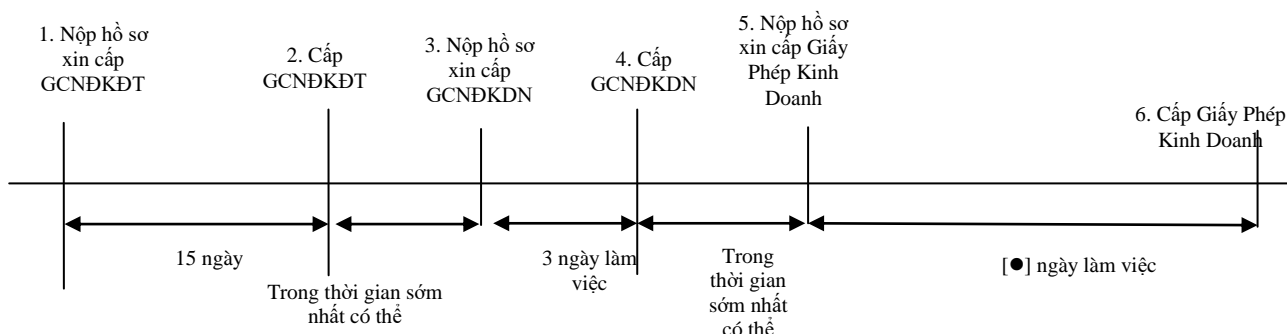 1. Nộp hồ sơ
xin cấp
GCNĐKĐT
2. Cấp
GCNĐKĐT
3. Nộp hồ sơ
xin cấp
GCNĐKDN
4. Cấp
GCNĐKDN
5. Nộp hồ sơ
xin cấp Giấy
Phép Kinh
Doanh
6. Cấp Giấy Phép
Kinh Doanh
15 ngày
Trong thời gian sớm
nhất có thể
3 ngày làm
việc
Trong
thời gian
sớm nhất
có thể
[●] ngày làm việc